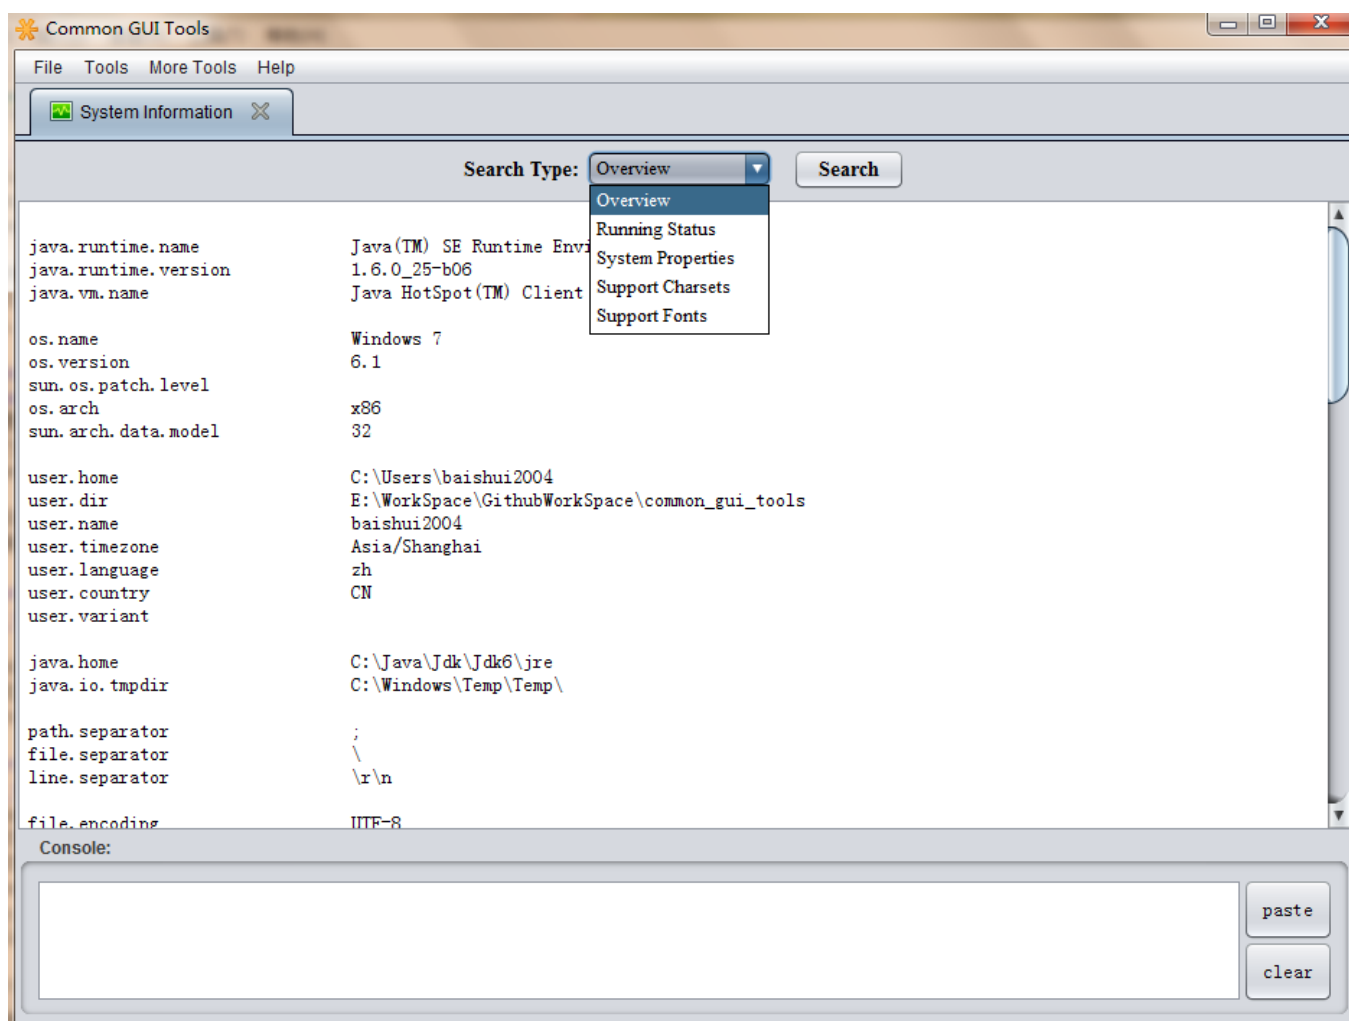 Common GUI Tools
File Tools More Tools Help
System Information
Search Type: Overview Search
Overview
Running Status
System Properties
Support Charsets
Support Fonts
java.runtime.name Java(TM) SE Runtime
java.runtime.version 1.6.0_25-b06
java.vm.name Java HotSpot(TM) Client
os.name Windows 7
os.version 6.1
sun.os.patch.level
os.arch x86
sun.arch.data.model 32
user.home C:\Users\baishui2004
user.dir E:\WorkSpace\GithubWorkSpace\common_gui_tools
user.name baishui2004
user.timezone Asia/Shanghai
user.language zh
user.country CN
user.variant
java.home C:\Java\Jdk\Jdk6\jre
java.io.tmpdir C:\Windows\Temp\Temp\
path.separator ;
file.separator \
line.separator \r\n
file.encoding UTF-8
Console:
paste
clear